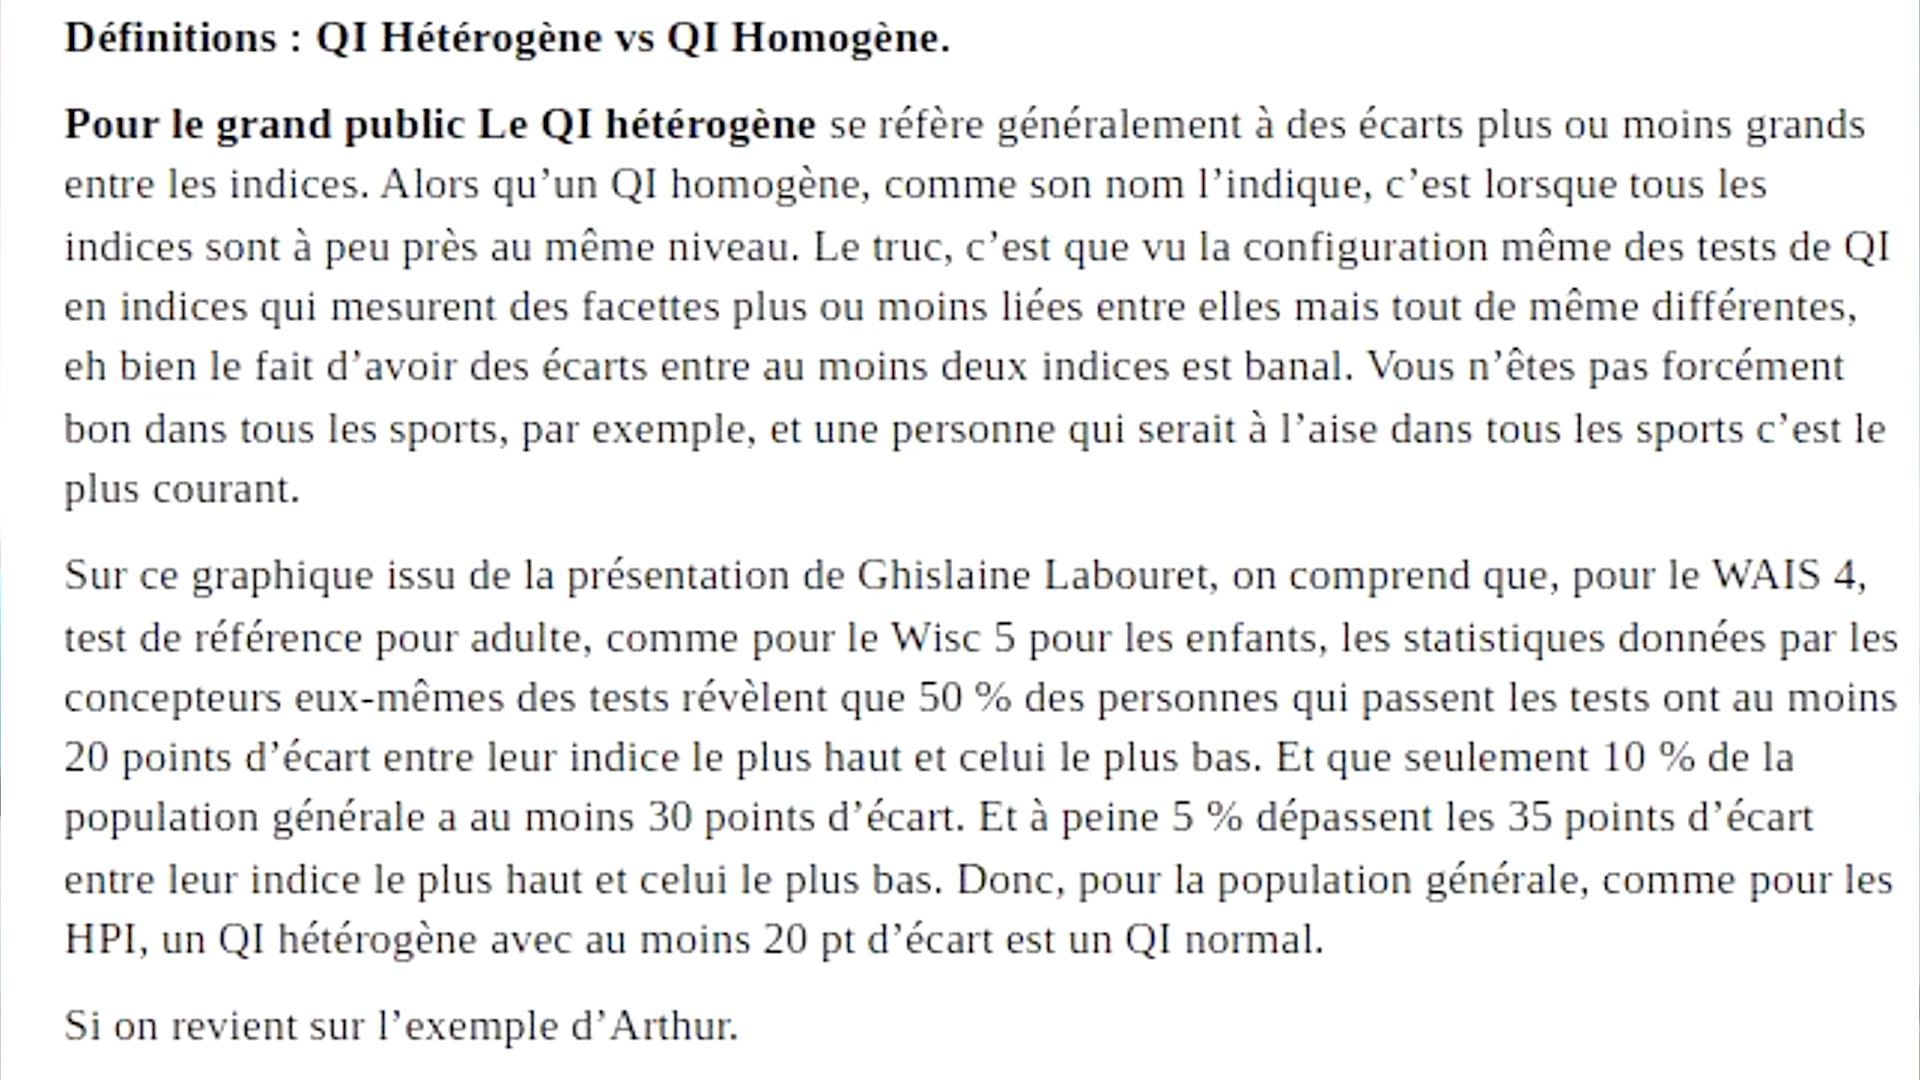 Définitions : QI Hétérogène vs QI Homogène.
Pour le grand public Le QI hétérogène se réfère généralement à des écarts plus ou moins grands
entre les indices. Alors qu’un QI homogène, comme son nom l’indique, c’est lorsque tous les
indices sont à peu près au même niveau. Le truc, c’est que vu la configuration même des tests de QI
en indices qui mesurent des facettes plus ou moins liées entre elles mais tout de même différentes,
eh bien le fait d’avoir des écarts entre au moins deux indices est banal. Vous n’êtes pas forcément
bon dans tous les sports, par exemple, et une personne qui serait à l’aise dans tous les sports c’est le
plus courant.
Sur ce graphique issu de la présentation de Ghislaine Labouret, on comprend que, pour le WAIS 4,
test de référence pour adulte, comme pour le Wisc 5 pour les enfants, les statistiques données par les
concepteurs eux-mêmes des tests révèlent que 50 % des personnes qui passent les tests ont au moins
20 points d’écart entre leur indice le plus haut et celui le plus bas. Et que seulement 10 % de la
population générale a au moins 30 points d’écart. Et à peine 5 % dépassent les 35 points d’écart
entre leur indice le plus haut et celui le plus bas. Donc, pour la population générale, comme pour les
HPI, un QI hétérogène avec au moins 20 pt d’écart est un QI normal.
Si on revient sur l’exemple d’Arthur.